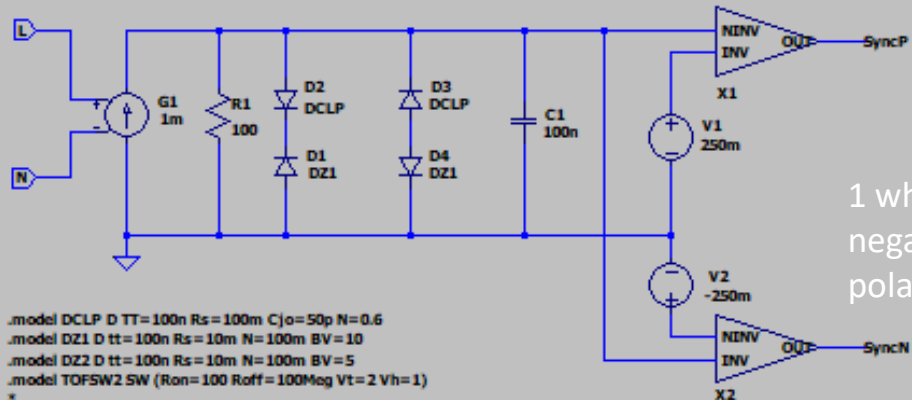 L
N
G1
1m
R1
100
D2
DCLP
D1
DZ1
D3
DCLP
D4
DZ1
C1
100n
NINV
INV
OUT
SyncP
X1
V1
250m
V2
-250m
NINV
INV
OUT
SyncN
X2
1 wh
nega
pola
.model DCLP D TT=100n Rs=100m Cjo=50p N=0.6
.model DZ1 D tt=100n Rs=10m N=100m BV=10
.model DZ2 D tt=100n Rs=10m N=100m BV=5
.model TOFSW2 SW (Ron=100 Roff=100Meg Vt=2 Vh=1)
*